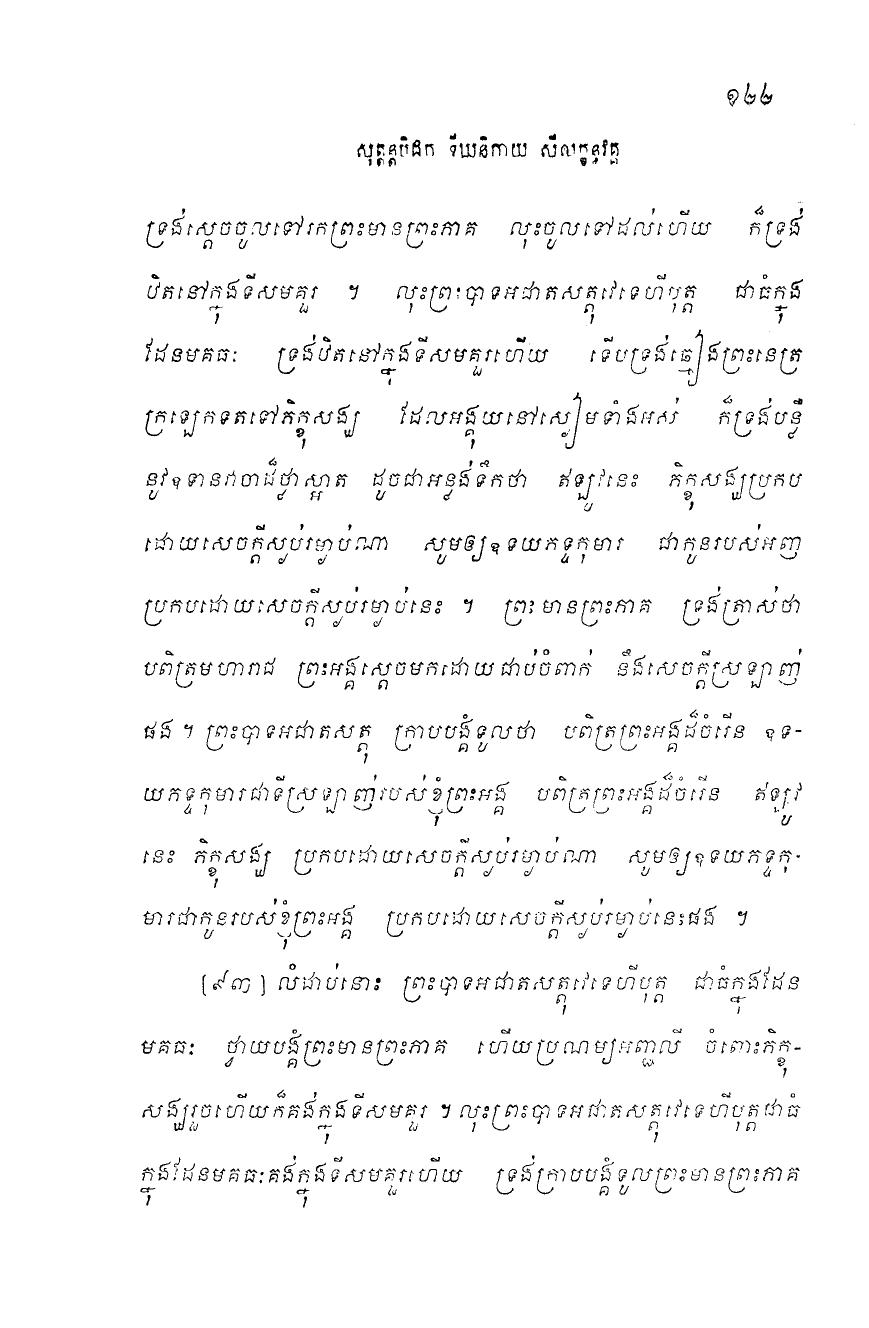 ១២២
សុត្តន្តបិដក ទីឃនិកាយ សីលក្ខន្ធវគ្គ
ទ្រង់ស្តេចចូលទៅរកព្រះមានព្រះភាគ លុះចូលទៅដល់ហើយ ក៏ទ្រង់
ឋិតនៅក្នុងទីសមគួរ ។ លុះព្រះបាទអជាតសត្តុវេទេហីបុត្ត ជាធំក្នុង
ដែនមគធៈ ទ្រង់ឋិតនៅក្នុងទីសមគួរហើយ ទើបទ្រង់ធ្មៀងព្រះនេត្រ
ក្រឡេកទតទៅភិក្ខុសង្ឃ ដែលអង្គុយនៅស្ងៀមទាំងអស់ ក៏ទ្រង់បន្លឺ
នូវឧទានវាចាដ៏ថ្លាស្អាត ដូចជាអន្លង់ទឹកថា ឥឡូវនេះ ភិក្ខុសង្ឃប្រកប
ដោយសេចក្តីស្ងប់រម្ងាប់ណា សូមឲ្យឧទយភទ្ទកុមារ ជាកូនរបស់អញ
ប្រកបដោយសេចក្តីស្ងប់រម្ងាប់នេះ ។ ព្រះមានព្រះភាគ ទ្រង់ត្រាស់ថា
បពិត្រមហារាជ ព្រះអង្គស្តេចមកដោយជាប់ចំពាក់ នឹងសេចក្តីស្រឡាញ់
ផង ។ ព្រះបាទអជាតសត្តុ ក្រាបបង្គំទូលថា បពិត្រព្រះអង្គដ៏ចំរើន ឧទ-
យភទ្ទកុមារជាទីស្រឡាញ់របស់ខ្ញុំព្រះអង្គ បពិត្រព្រះអង្គដ៏ចំរើន ឥឡូវ
នេះ ភិក្ខុសង្ឃ ប្រកបដោយសេចក្តីស្ងប់រម្ងាប់ណា សូមឲ្យឧទយភទ្ទកុ-
មារជាកូនរបស់ខ្ញុំព្រះអង្គ ប្រកបដោយសេចក្តីស្ងប់រម្ងាប់នេះផង ។
[៩៣] លំដាប់នោះ ព្រះបាទអជាតសត្តុវេទេហីបុត្ត ជាធំក្នុងដែន
មគធៈ ថ្វាយបង្គំព្រះមានព្រះភាគ ហើយប្រណម្យអញ្ជលី ចំពោះភិក្ខុ-
សង្ឃរួចហើយក៏គង់ក្នុងទីសមគួរ ។ លុះព្រះបាទអជាតសត្តុវេទេហីបុត្តជាធំ
ក្នុងដែនមគធៈគង់ក្នុងទីសមគួរហើយ ទ្រង់ក្រាបបង្គំទូលព្រះមានព្រះភាគ